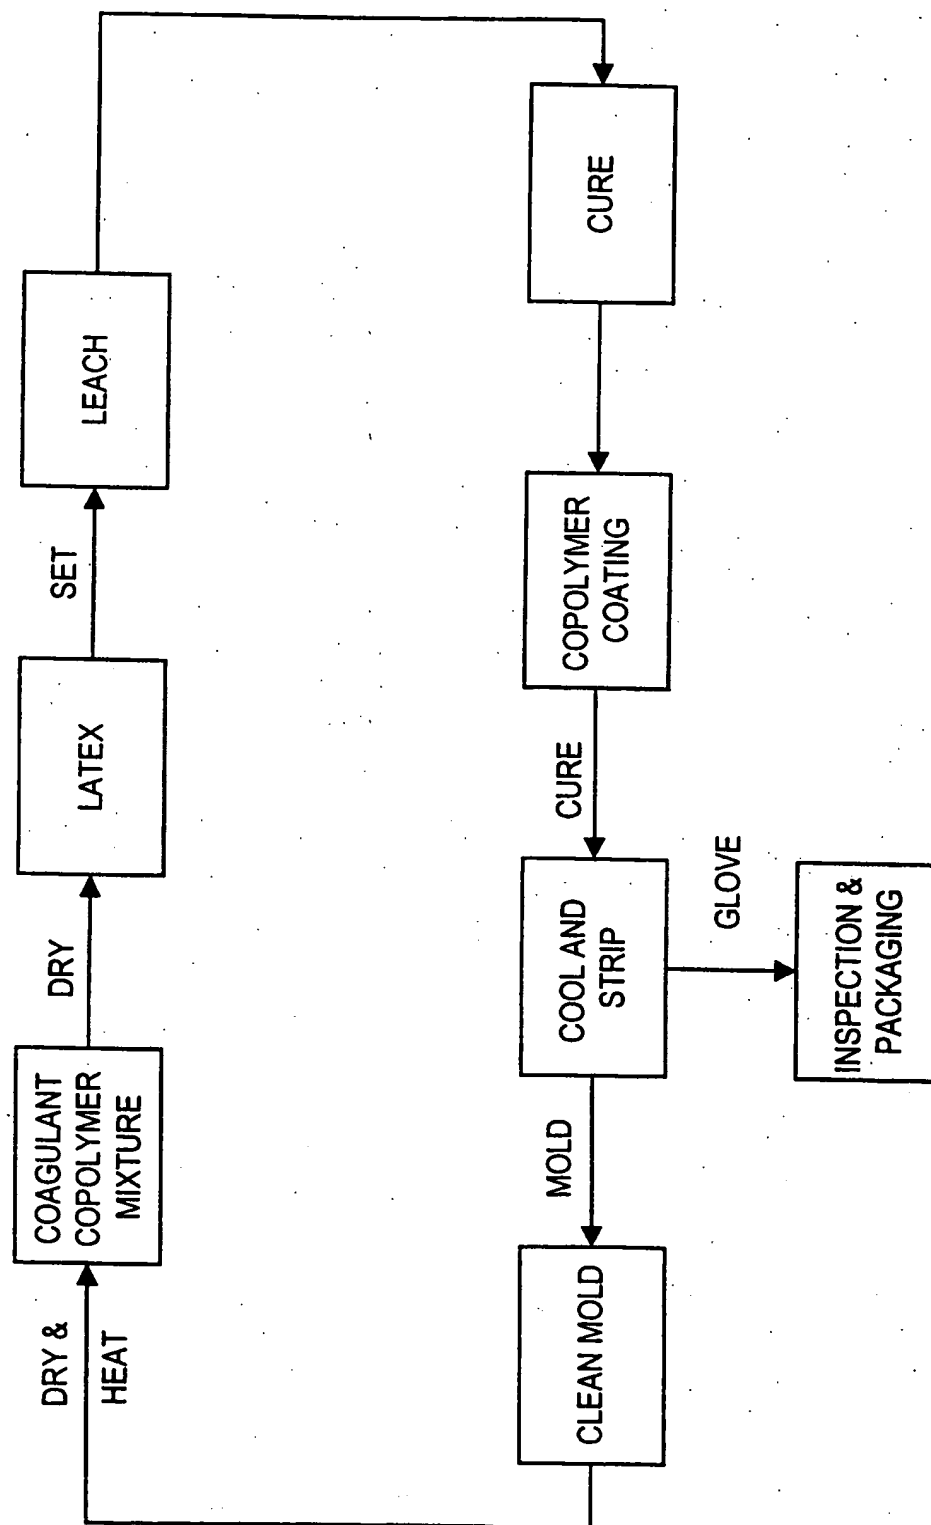 DRY &
HEAT
COAGULANT
COPOLYMER
MIXTURE
DRY
LATEX
SET
LEACH
CURE
COPOLYMER
COATING
CURE
COOL AND
STRIP
GLOVE
INSPECTION &
PACKAGING
MOLD
CLEAN MOLD